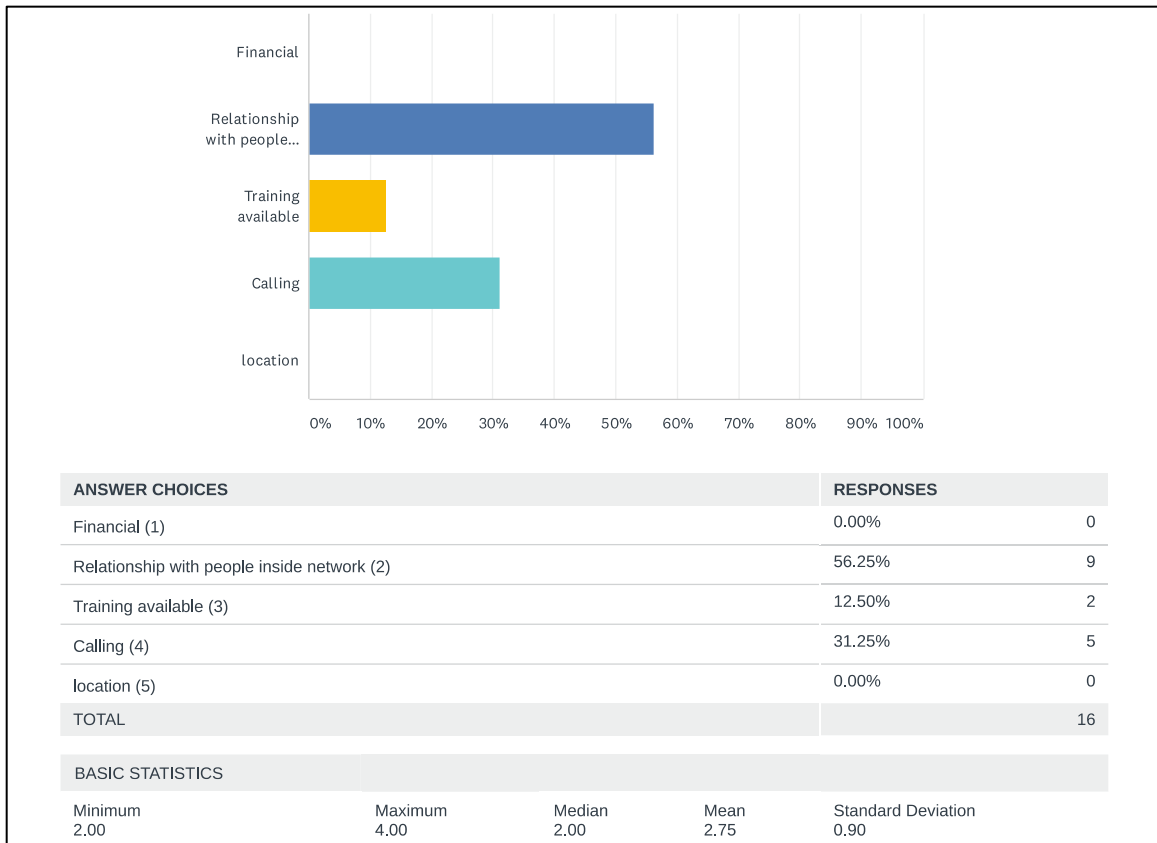 Financial
Relationship
with people...
Training
available
Calling
location
0% 10% 20% 30% 40% 50% 60% 70% 80% 90% 100%
ANSWER CHOICES RESPONSES
Financial (1) 0.00% 0
Relationship with people inside network (2) 56.25% 9
Training available (3) 12.50% 2
Calling (4) 31.25% 5
location (5) 0.00% 0
TOTAL 16
BASIC STATISTICS
Minimum Maximum Median Mean Standard Deviation
2.00 4.00 2.00 2.75 0.90